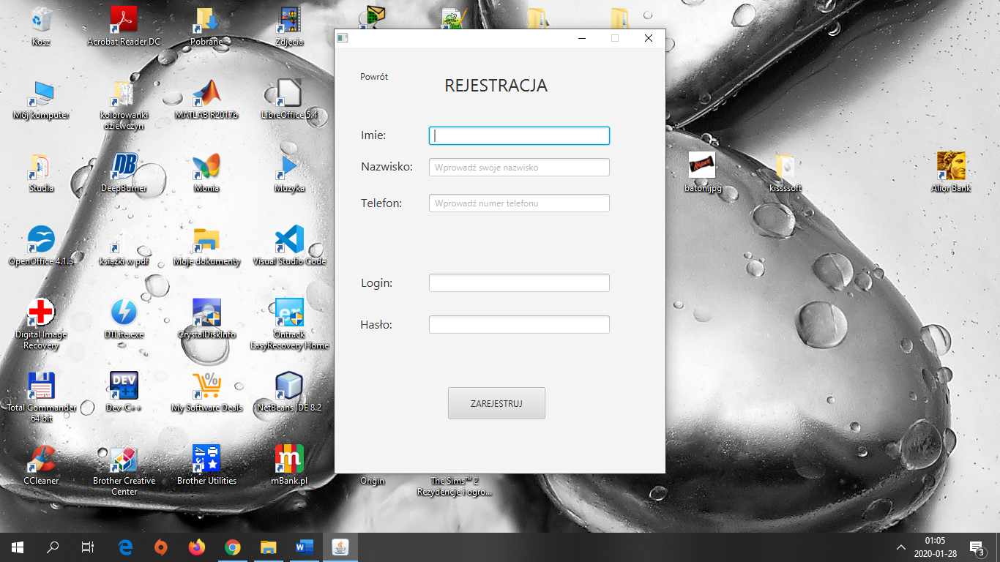 Kosz
Acrobat Reader DC
Pobrane
Zdjęcia
Mój komputer
kolorowanki
dziewczyn
MATLAB R2017b
LibreOffice 5.4
Studia
DeepBurner
Monia
Muzyka
OpenOffice 4.1.3
książki w pdf
Moje dokumenty
Visual Studio Code
Digital Image
Recovery
DTLite.exe
CrystalDiskInfo
Ontrack
EasyRecovery Home
Total Commander
64 bit
DEV
Dev-C++
My Software Deals
NetBeans IDE 8.2
CCleaner
Brother Creative
Center
Brother Utilities
m
mBank.pl
Origin
The Sims™ 2
Rezydencje i ogro...
Powrót
REJESTRACJA
Imie:
Nazwisko:
Wprowadź swoje nazwisko
Telefon:
Wprowadź numer telefonu
Login:
Hasło:
ZAREJESTRUJ
baton.jpg
kissssoft
Alior Bank
01:05
2020-01-28
3